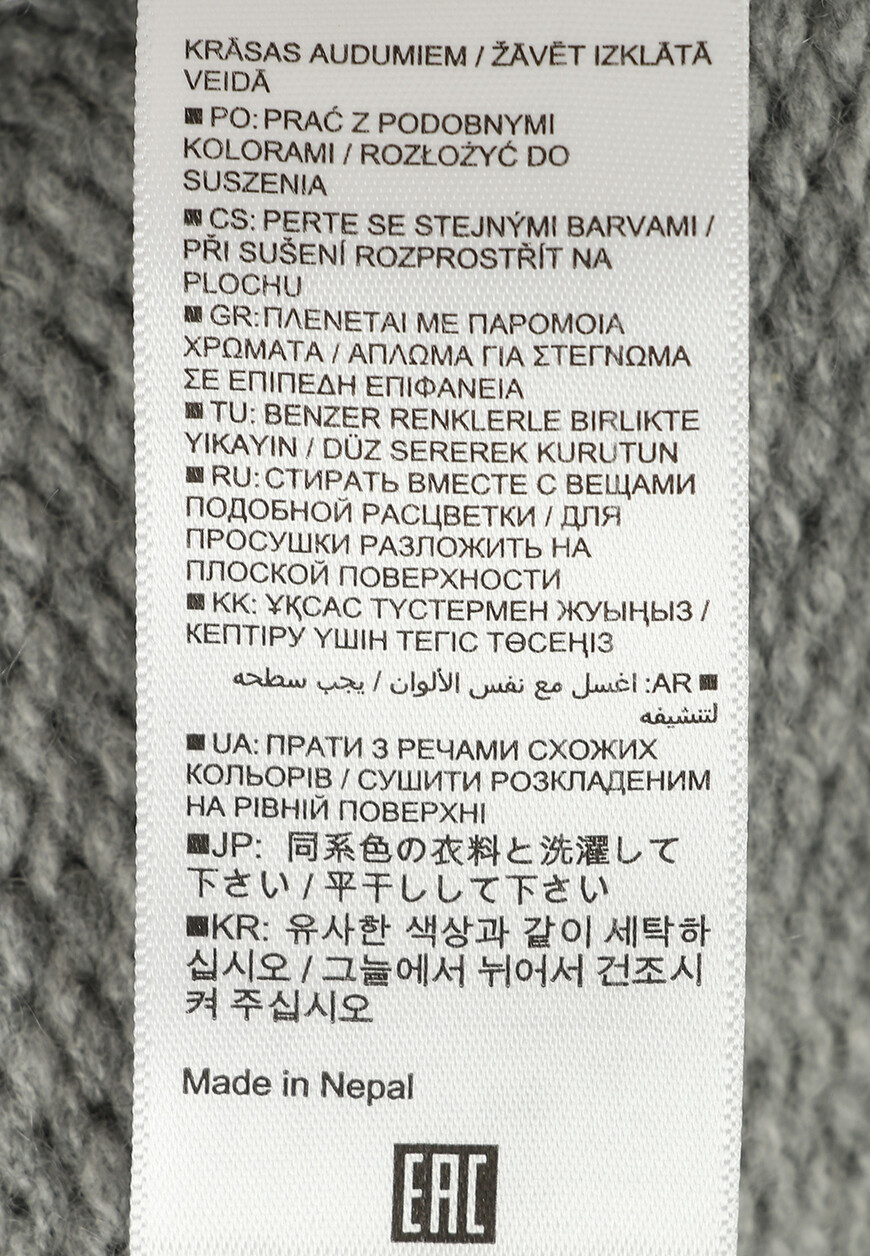 KRĀSAS AUDUMIEM / ŽĀVĒT IZKLĀTĀ
VEIDĀ
PO: PRAĆ Z PODOBNYMI
KOLORAMI / ROZŁOŻYĆ DO
SUSZENIA
CS: PERTE SE STEJNÝMI BARVAMI /
PŘI SUŠENÍ ROZPROSTŘÍT NA
PLOCHU
GR: ΠΛΕΝΕΤΑΙ ΜΕ ΠΑΡΟΜΟΙΑ
ΧΡΩΜΑΤΑ / ΑΠΛΩΜΑ ΓΙΑ ΣΤΕΓΝΩΜΑ
ΣΕ ΕΠΙΠΕΔΗ ΕΠΙΦΑΝΕΙΑ
TU: BENZER RENKLERLE BIRLIKTE
YIKAYIN / DÜZ SEREREK KURUTUN
RU: СТИРАТЬ ВМЕСТЕ С ВЕЩАМИ
ПОДОБНОЙ РАСЦВЕТКИ / ДЛЯ
ПРОСУШКИ РАЗЛОЖИТЬ НА
ПЛОСКОЙ ПОВЕРХНОСТИ
KK: ҰҚСАС ТҮСТЕРМЕН ЖУЫҢЫЗ /
КЕПТІРУ ҮШІН ТЕГІС ТӨСЕҢІЗ
AR: اغسل مع نفس الألوان / يجب سطحه
لتنشيفه
UA: ПРАТИ З РЕЧАМИ СХОЖИХ
КОЛЬОРІВ / СУШИТИ РОЗКЛАДЕНИМ
НА РІВНІЙ ПОВЕРХНІ
JP: 同系色の衣料と洗濯して
下さい / 平干しして下さい
KR: 유사한 색상과 같이 세탁하
십시오 / 그늘에서 뉘어서 건조시
켜 주십시오
Made in Nepal
EAC